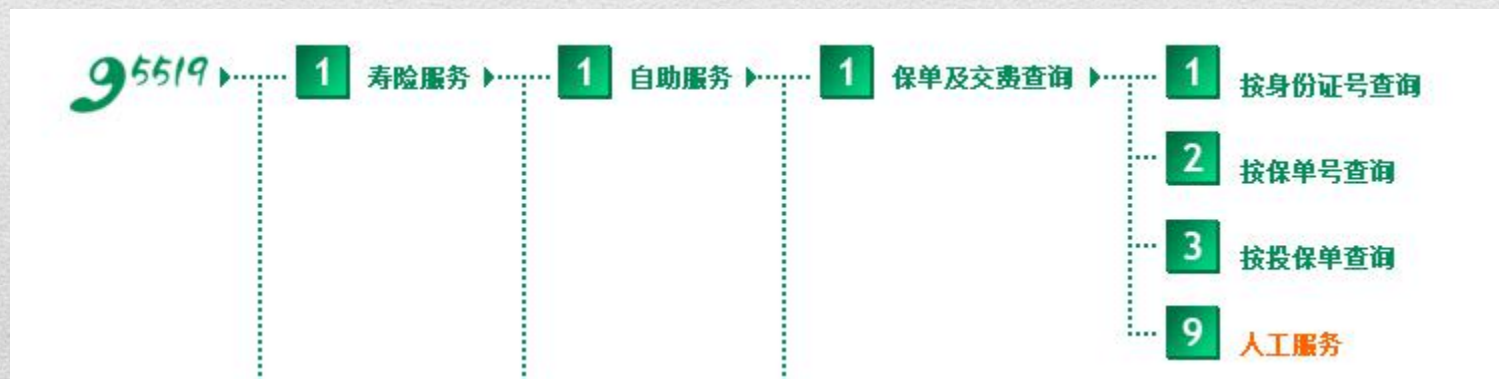 95519 1 寿险服务 1 自助服务 1 保单及交费查询 1 按身份证号查询
2 按保单号查询
3 按投保单查询
9 人工服务